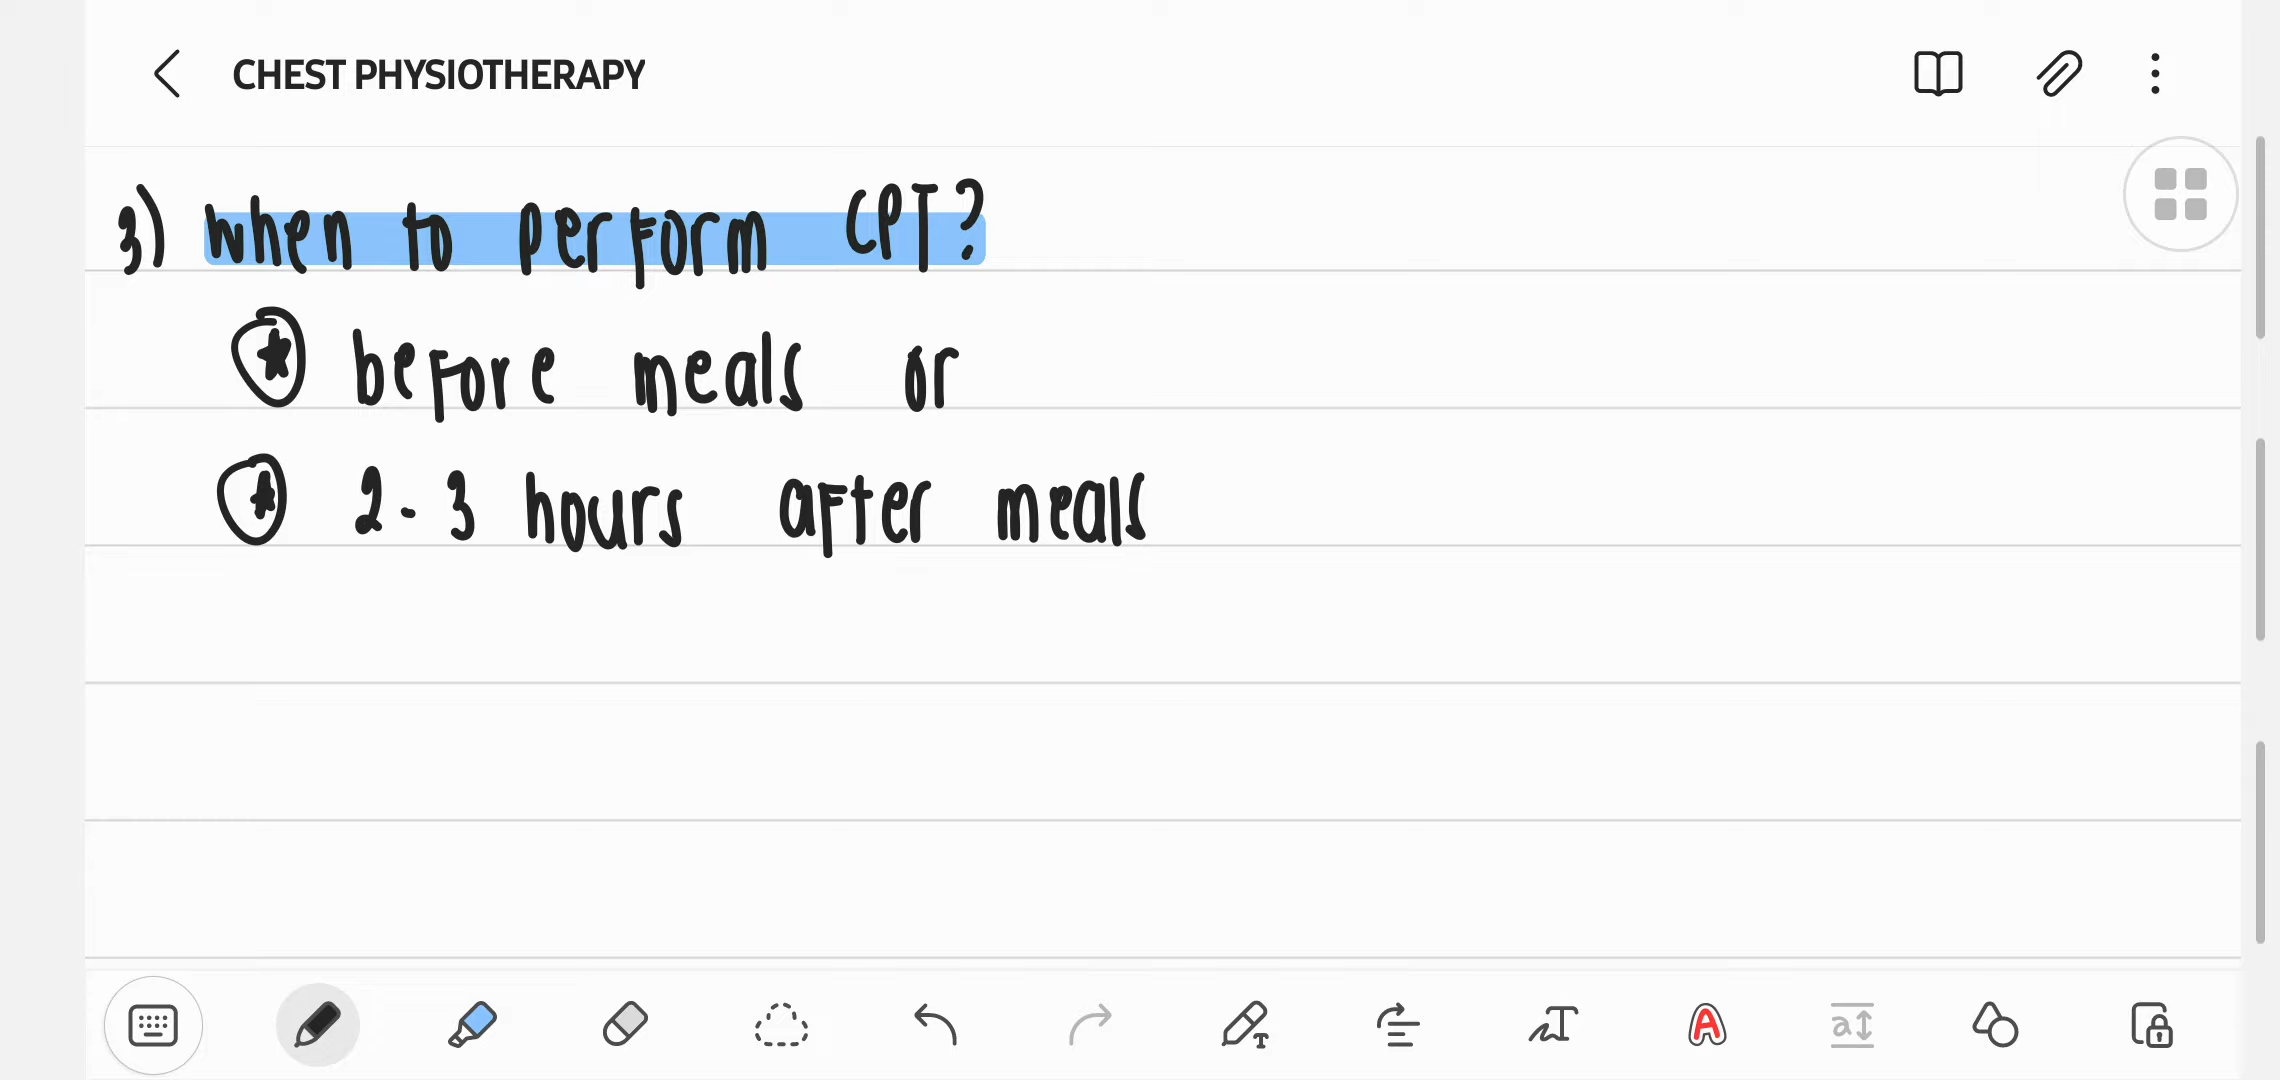 CHEST PHYSIOTHERAPY
3) when to perform CPT?
before meals or
2-3 hours after meals